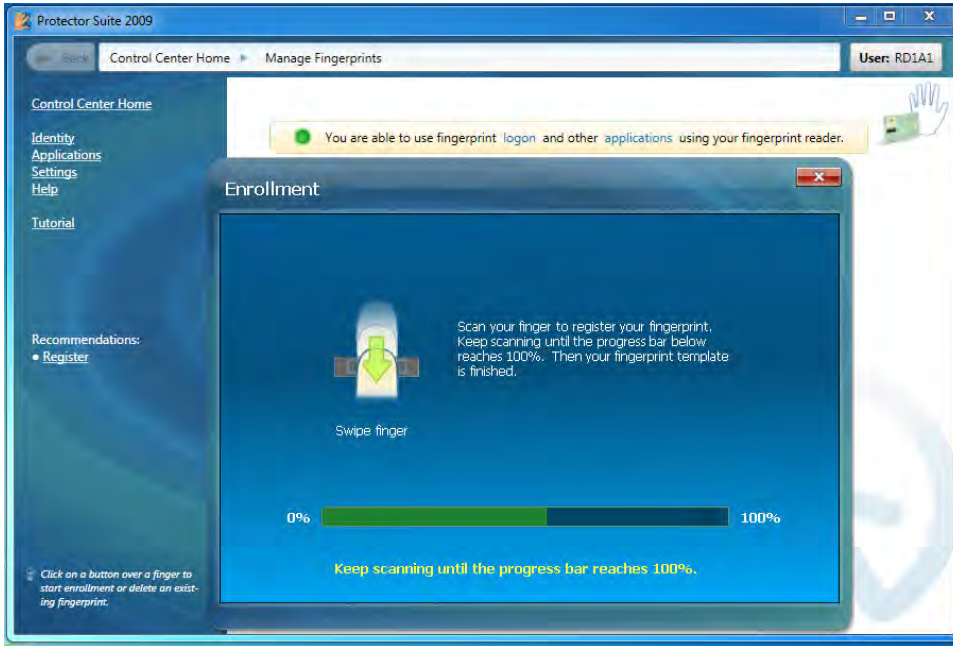 Protector Suite 2009
Back
Control Center Home
Manage Fingerprints
User: RD1A1
Control Center Home
Identity
Applications
Settings
Help
Tutorial
Recommendations:
• Register
Click on a button over a finger to
start enrollment or delete an exist-
ing fingerprint.
You are able to use fingerprint logon and other applications using your fingerprint reader.
Enrollment
Scan your finger to register your fingerprint.
Keep scanning until the progress bar below
reaches 100%. Then your fingerprint template
is finished.
Swipe finger
0%
100%
Keep scanning until the progress bar reaches 100%.